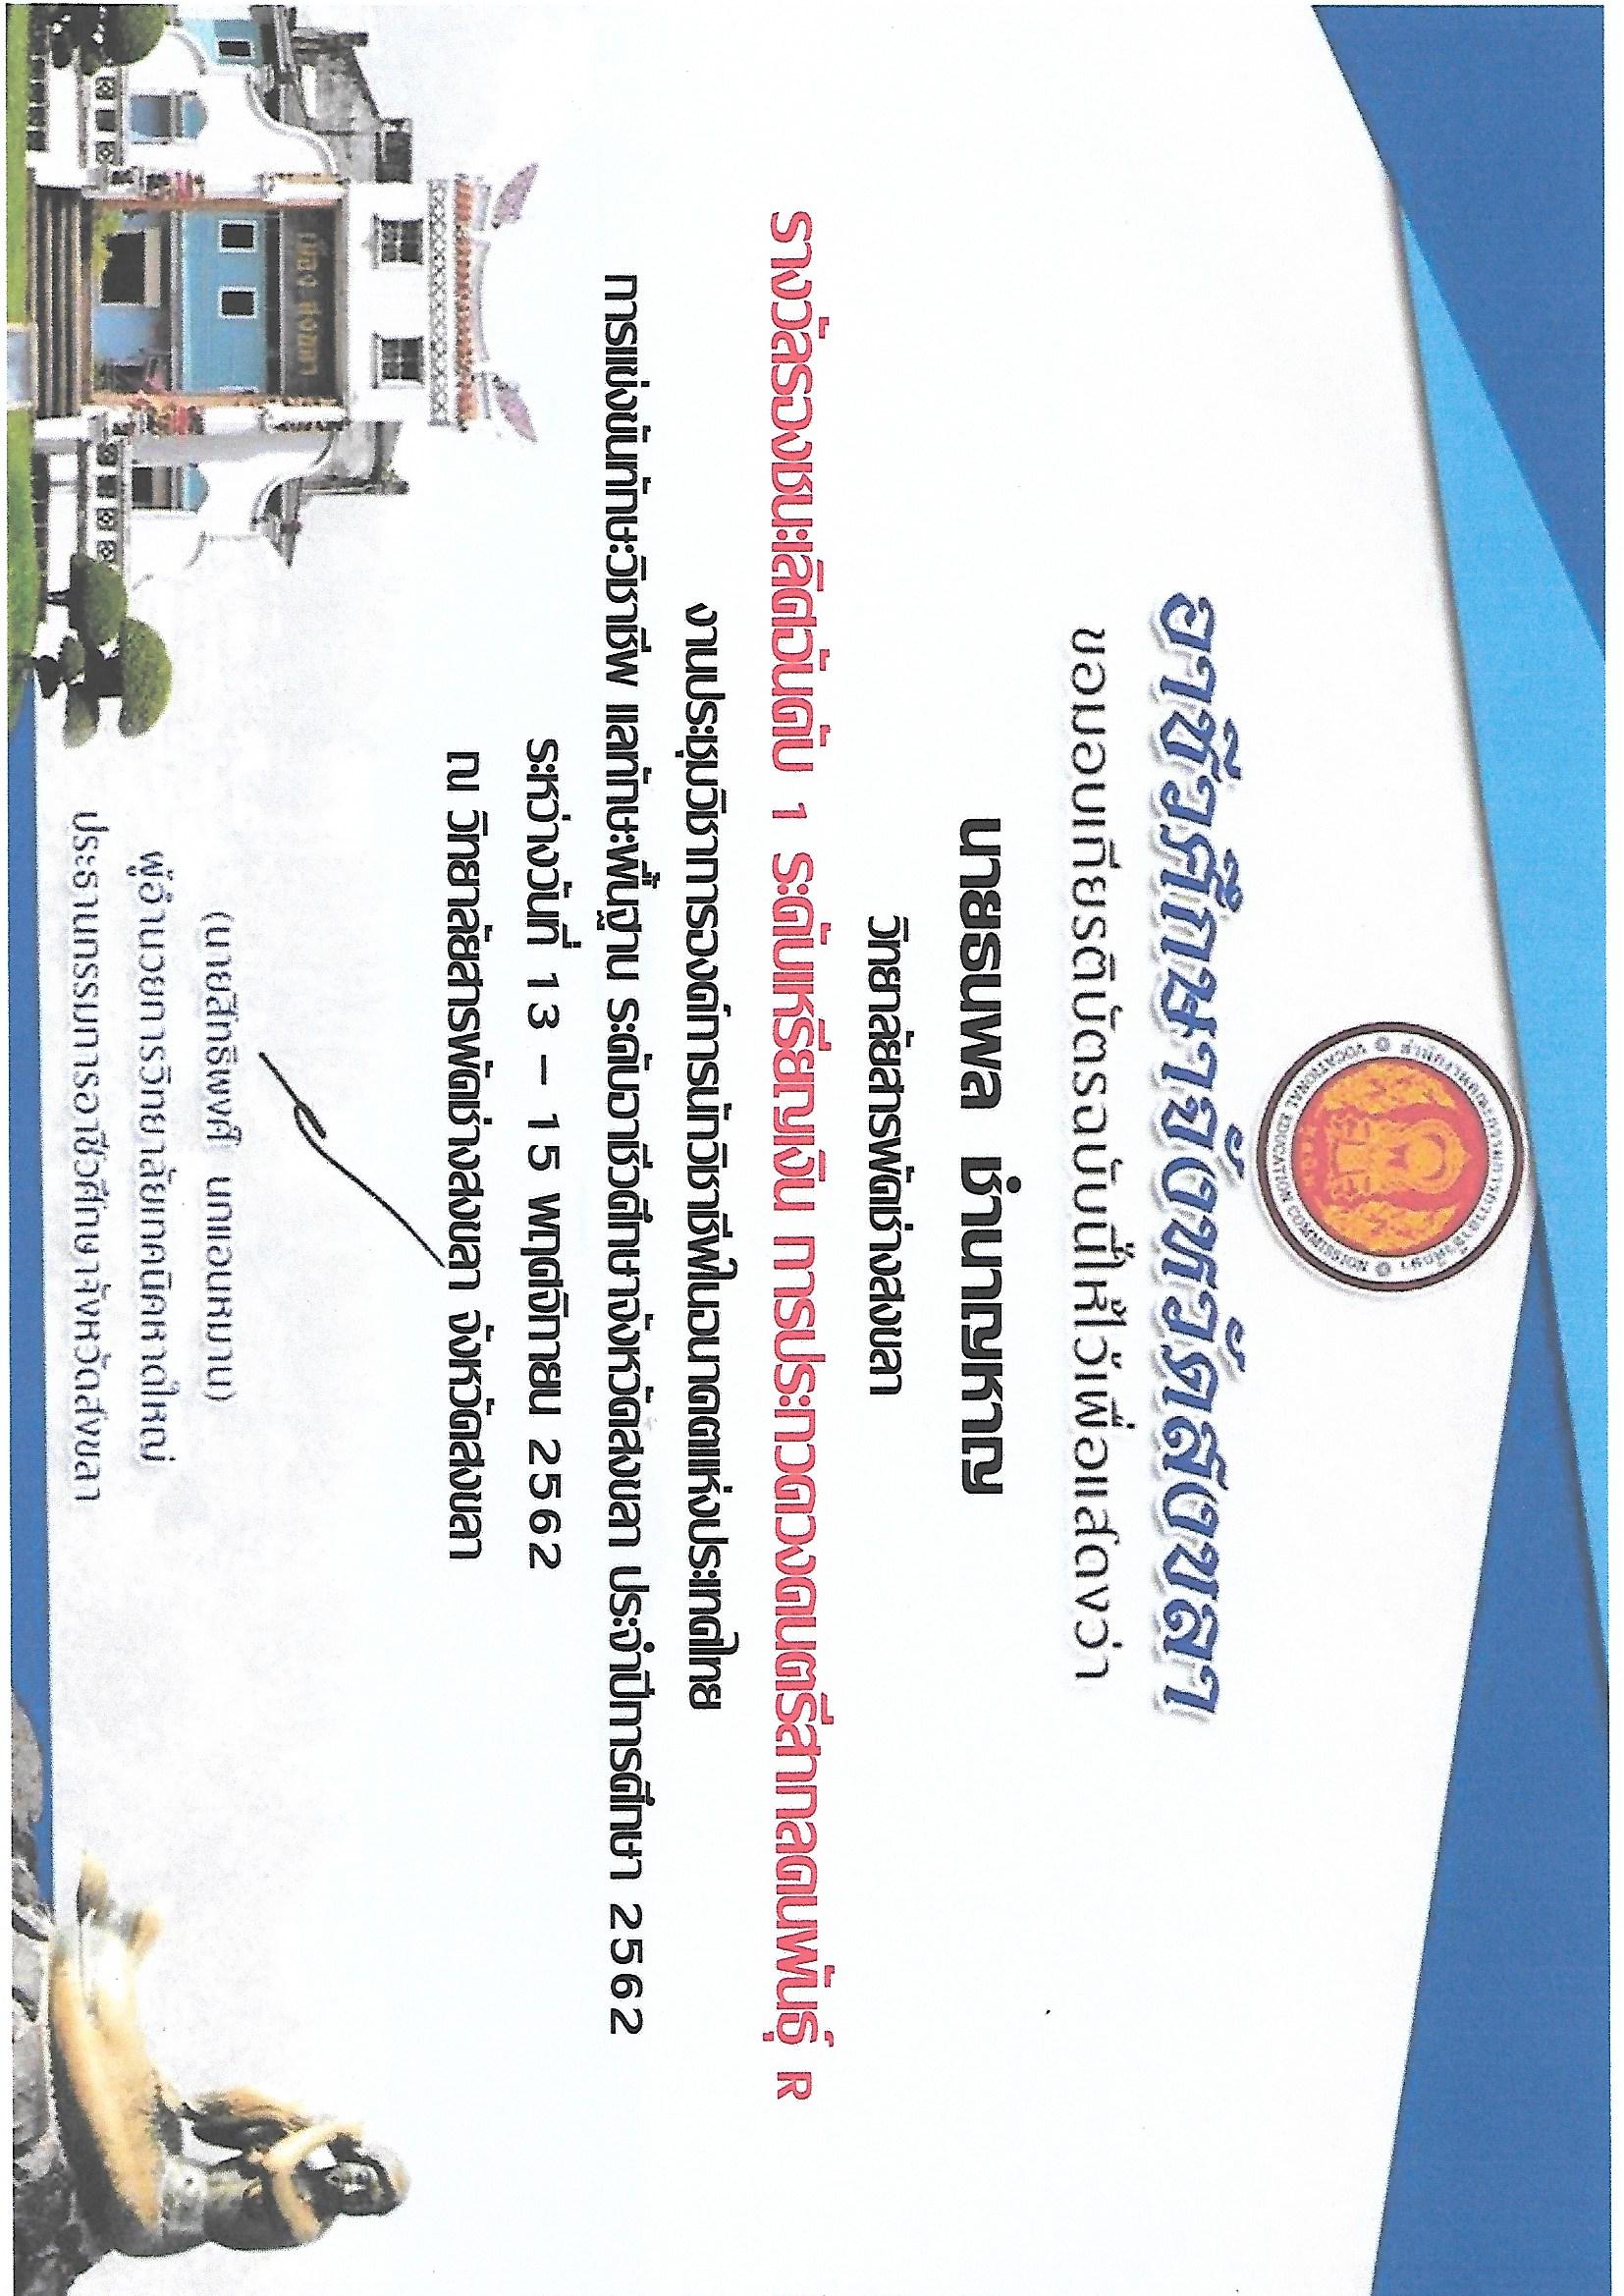 สำนักงานคณะกรรมการการอาชีวศึกษา
VOCATIONAL EDUCATION COMMISSION
อาชีวศึกษาจังหวัดสงขลา
ขอมอบเกียรติบัตรฉบับนี้ให้ไว้เพื่อแสดงว่า
นายธนพล ชำนาญหาญ
วิทยาลัยสารพัดช่างสงขลา
รางวัลรองชนะเลิศอันดับ 1 ระดับเหรียญเงิน การประกวดวงดนตรีสากลคนพันธุ์ R
งานประชุมวิชาการองค์การนักวิชาชีพในอนาคตแห่งประเทศไทย
การแข่งขันทักษะวิชาชีพ แลทักษะพื้นฐาน ระดับอาชีวศึกษาจังหวัดสงขลา ประจำปีการศึกษา 2562
ระหว่างวันที่ 13 – 15 พฤศจิกายน 2562
ณ วิทยาลัยสารพัดช่างสงขลา จังหวัดสงขลา
เมือง สงขลา
(นายสิทธิพงศ์ นกแอนหมาน)
ผู้อำนวยการวิทยาลัยเทคนิคหาดใหญ่
ประธานกรรมการอาชีวศึกษาจังหวัดสงขลา